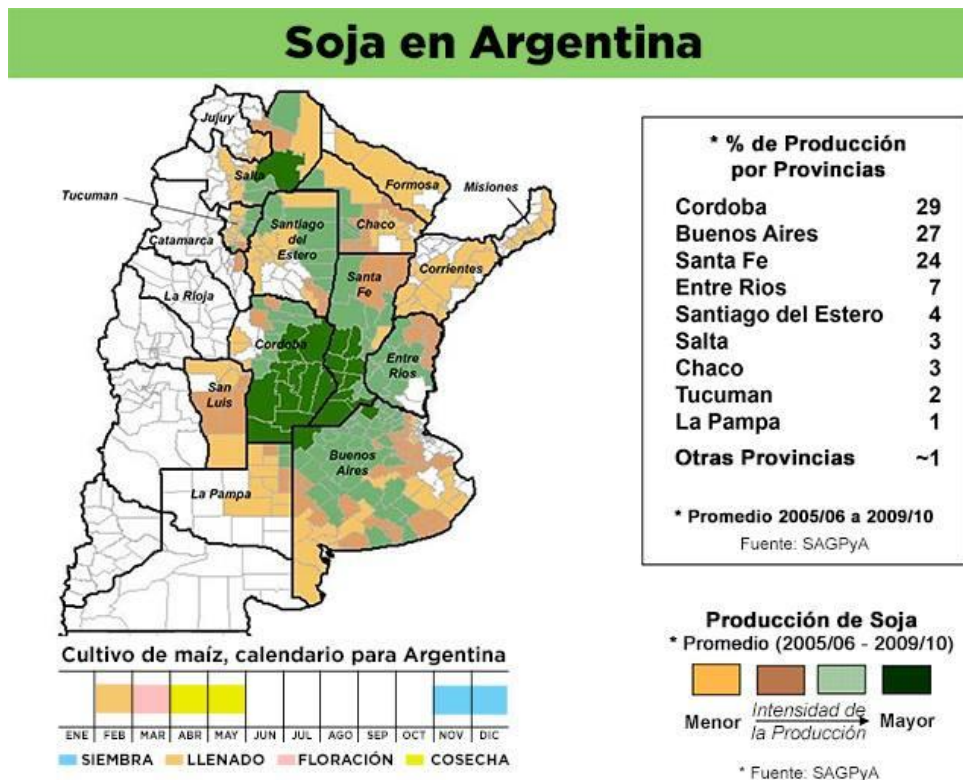 Soja en Argentina
Jujuy
Salta
Formosa
Misiones
Tucuman
Chaco
Santiago
del
Estero
Catamarca
Corrientes
Santa
Fe
La Rioja
Cordoba
Entre
Rios
San
Luis
Buenos
Aires
La Pampa
* % de Producción
por Provincias
Cordoba 29
Buenos Aires 27
Santa Fe 24
Entre Rios 7
Santiago del Estero 4
Salta 3
Chaco 3
Tucuman 2
La Pampa 1
Otras Provincias ~1
* Promedio 2005/06 a 2009/10
Fuente: SAGPyA
Cultivo de maíz, calendario para Argentina
ENE FEB MAR ABR MAY JUN JUL AGO SEP OCT NOV DIC
SIEMBRA LLENADO FLORACIÓN COSECHA
Producción de Soja
* Promedio (2005/06 - 2009/10)
Menor Intensidad de Mayor
la Producción
* Fuente: SAGPyA